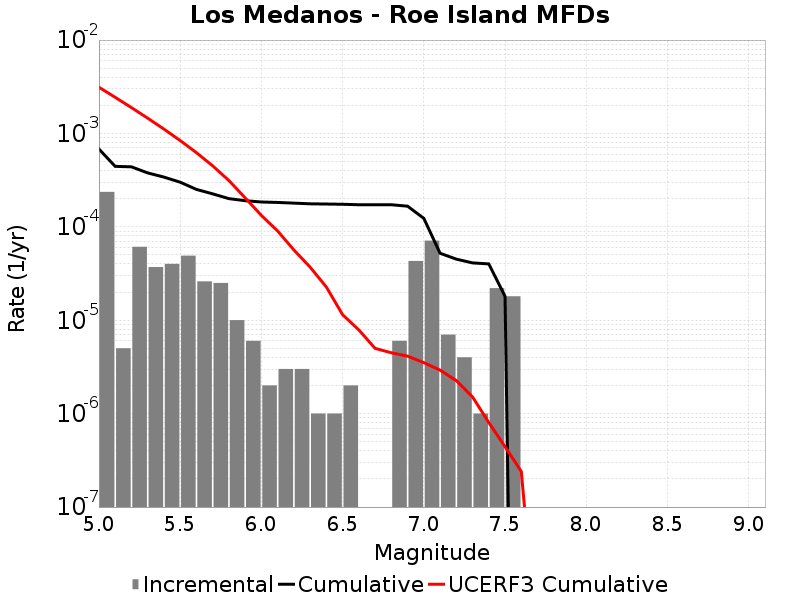 Los Medanos - Roe Island MFDs
10^-2
10^-3
10^-4
10^-5
10^-6
10^-7
Rate (1/yr)
5.0 5.5 6.0 6.5 7.0 7.5 8.0 8.5 9.0
Magnitude
Incremental Cumulative UCERF3 Cumulative